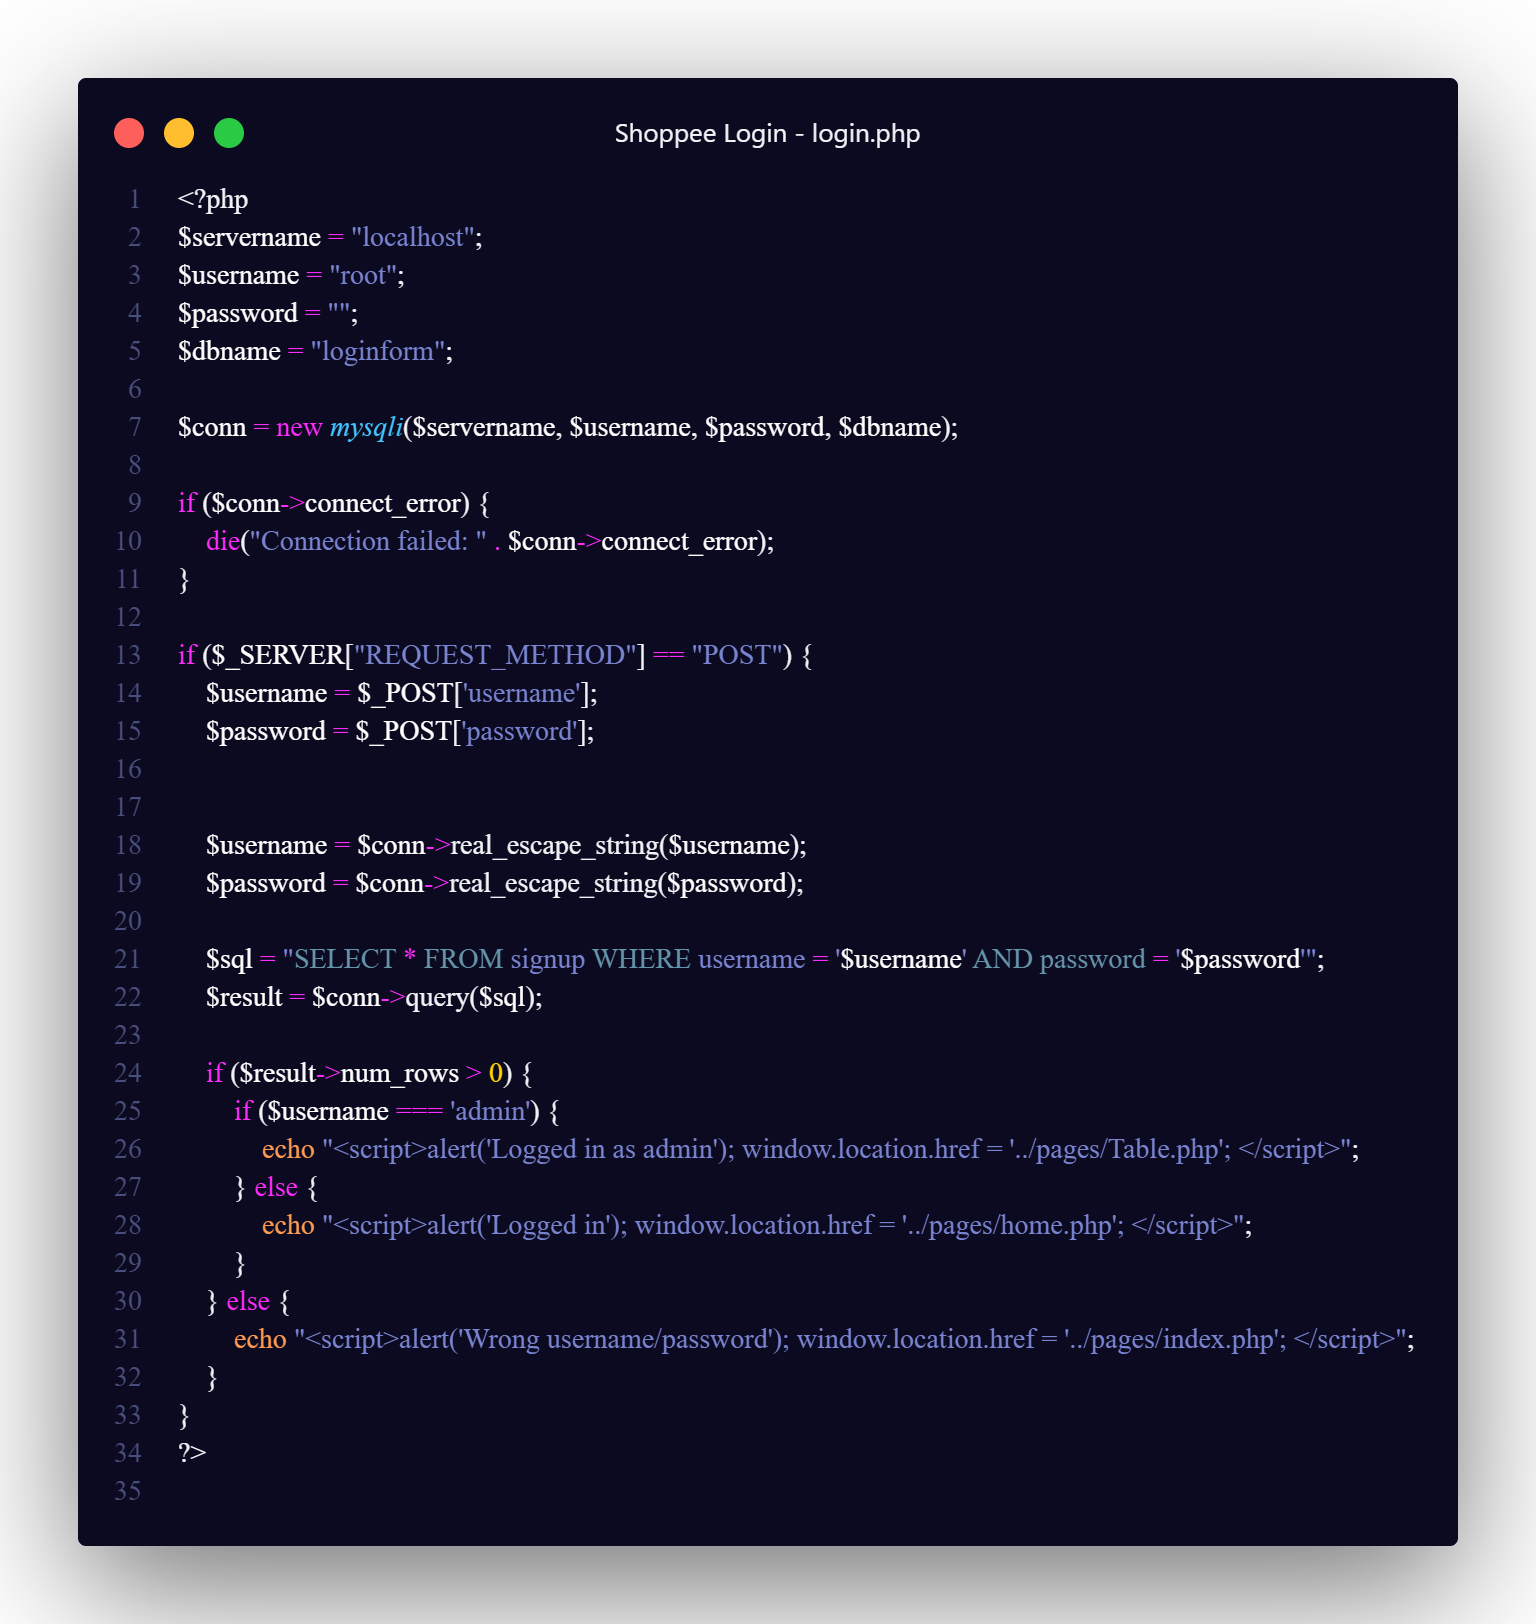 Shoppee Login - login.php
1 <?php
2 $servername = "localhost";
3 $username = "root";
4 $password = "";
5 $dbname = "loginform";
6
7 $conn = new mysqli($servername, $username, $password, $dbname);
8
9 if ($conn->connect_error) {
10     die("Connection failed: " . $conn->connect_error);
11 }
12
13 if ($_SERVER["REQUEST_METHOD"] == "POST") {
14     $username = $_POST['username'];
15     $password = $_POST['password'];
16
17
18     $username = $conn->real_escape_string($username);
19     $password = $conn->real_escape_string($password);
20
21     $sql = "SELECT * FROM signup WHERE username = '$username' AND password = '$password'";
22     $result = $conn->query($sql);
23
24     if ($result->num_rows > 0) {
25         if ($username === 'admin') {
26             echo "<script>alert('Logged in as admin'); window.location.href = '../pages/Table.php'; </script>";
27         } else {
28             echo "<script>alert('Logged in'); window.location.href = '../pages/home.php'; </script>";
29         }
30     } else {
31         echo "<script>alert('Wrong username/password'); window.location.href = '../pages/index.php'; </script>";
32     }
33 }
34 ?>
35